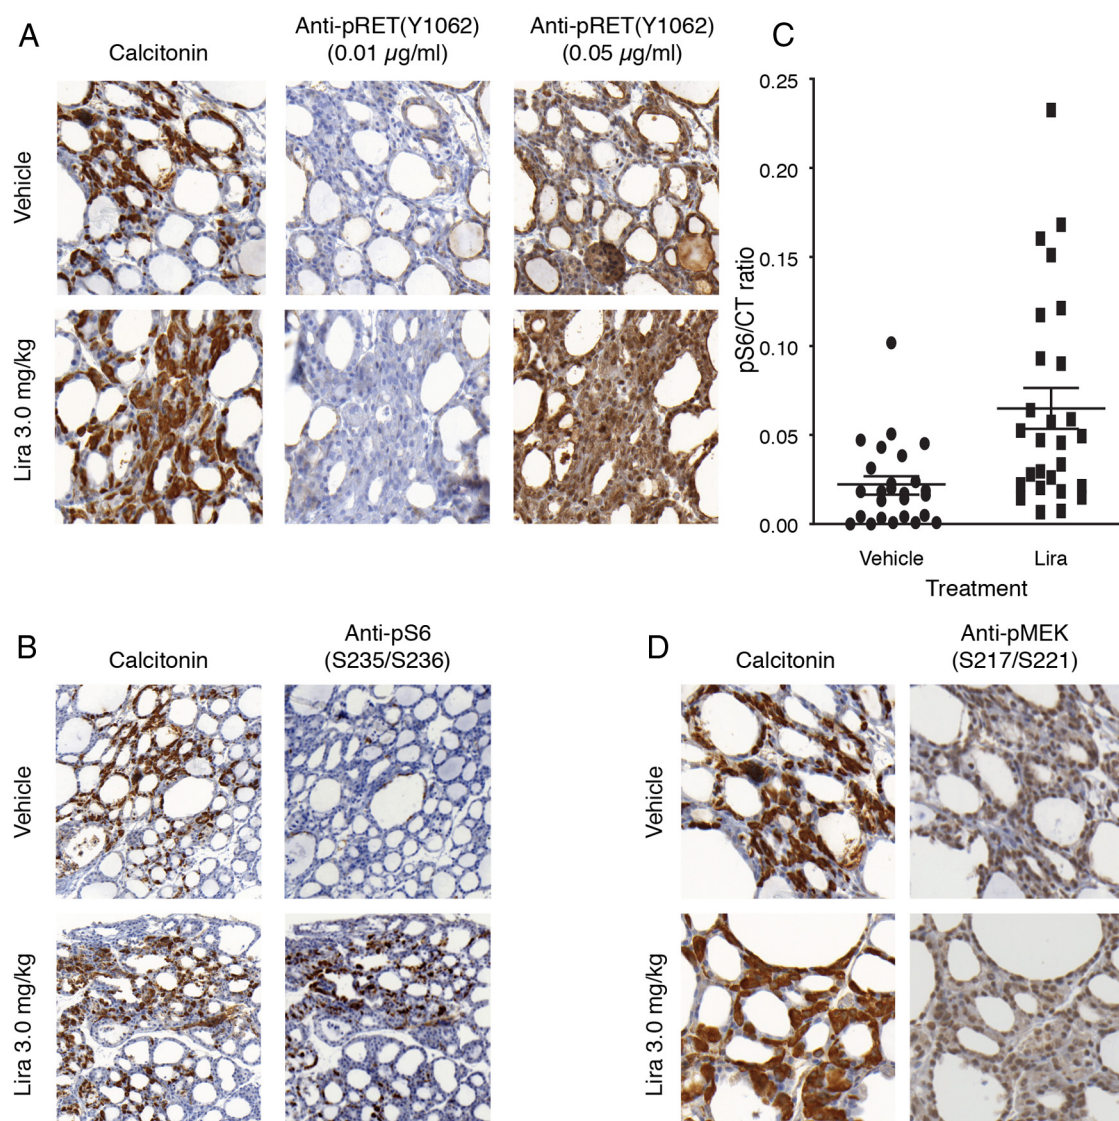 A
Calcitonin
Anti-pRET(Y1062)
(0.01 µg/ml)
Anti-pRET(Y1062)
(0.05 µg/ml)
Vehicle
Lira 3.0 mg/kg
C
pS6/CT ratio
0.25
0.20
0.15
0.10
0.05
0.00
Vehicle
Lira
Treatment
B
Calcitonin
Anti-pS6
(S235/S236)
Vehicle
Lira 3.0 mg/kg
D
Calcitonin
Anti-pMEK
(S217/S221)
Vehicle
Lira 3.0 mg/kg